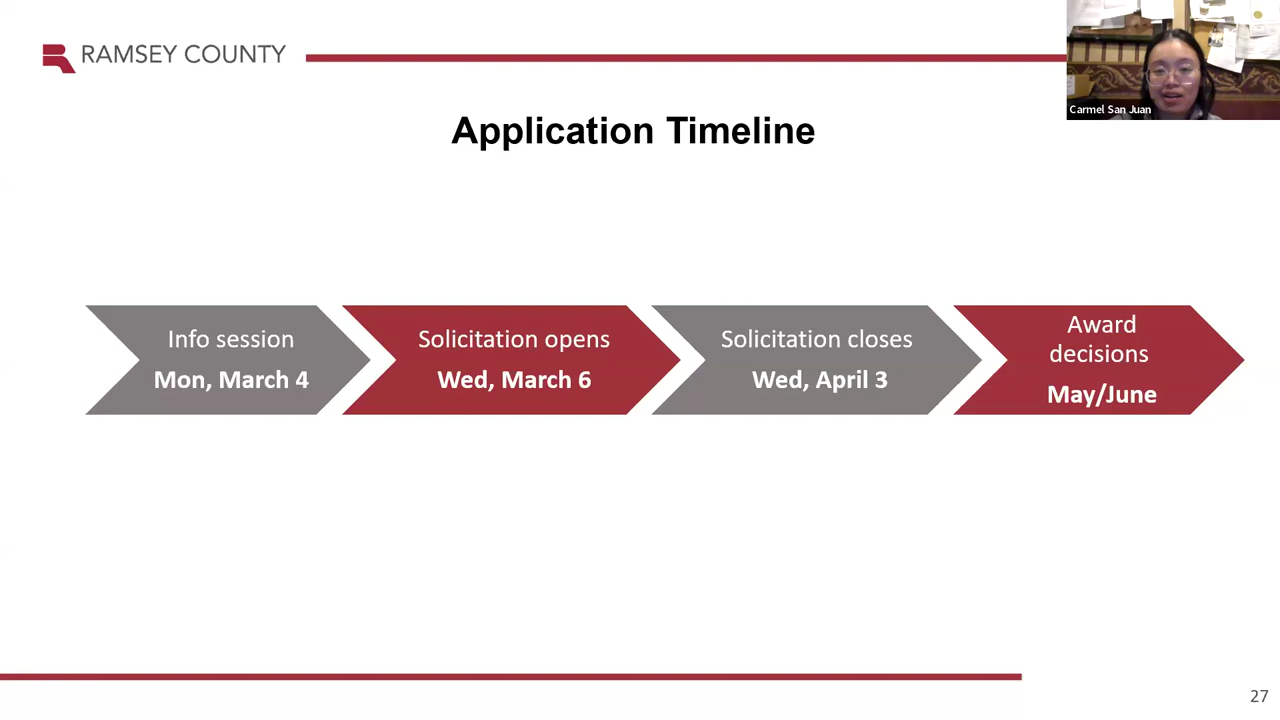 RAMSEY COUNTY
Carmel San Juan
Application Timeline
Info session
Mon, March 4
Solicitation opens
Wed, March 6
Solicitation closes
Wed, April 3
Award
decisions
May/June
27